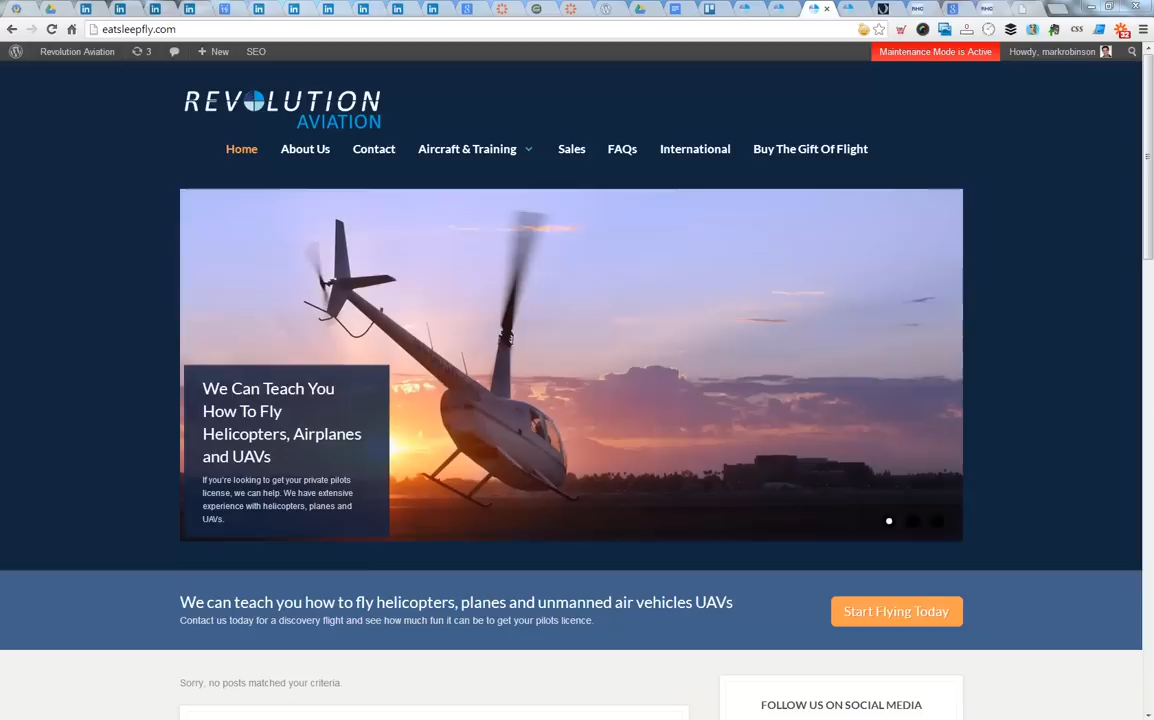 eatsleepfly.com
Revolution Aviation
3
New
SEO
Maintenance Mode is Active
Howdy, markrobinson
32
CSS
RHC
RHC
REVOLUTION
AVIATION
Home
About Us
Contact
Aircraft & Training
Sales
FAQs
International
Buy The Gift Of Flight
We Can Teach You
How To Fly
Helicopters, Airplanes
and UAVs
If you're looking to get your private pilots
license, we can help. We have extensive
experience with helicopters, planes and
UAVs.
We can teach you how to fly helicopters, planes and unmanned air vehicles UAVs
Contact us today for a discovery flight and see how much fun it can be to get your pilots licence.
Start Flying Today
Sorry, no posts matched your criteria.
FOLLOW US ON SOCIAL MEDIA